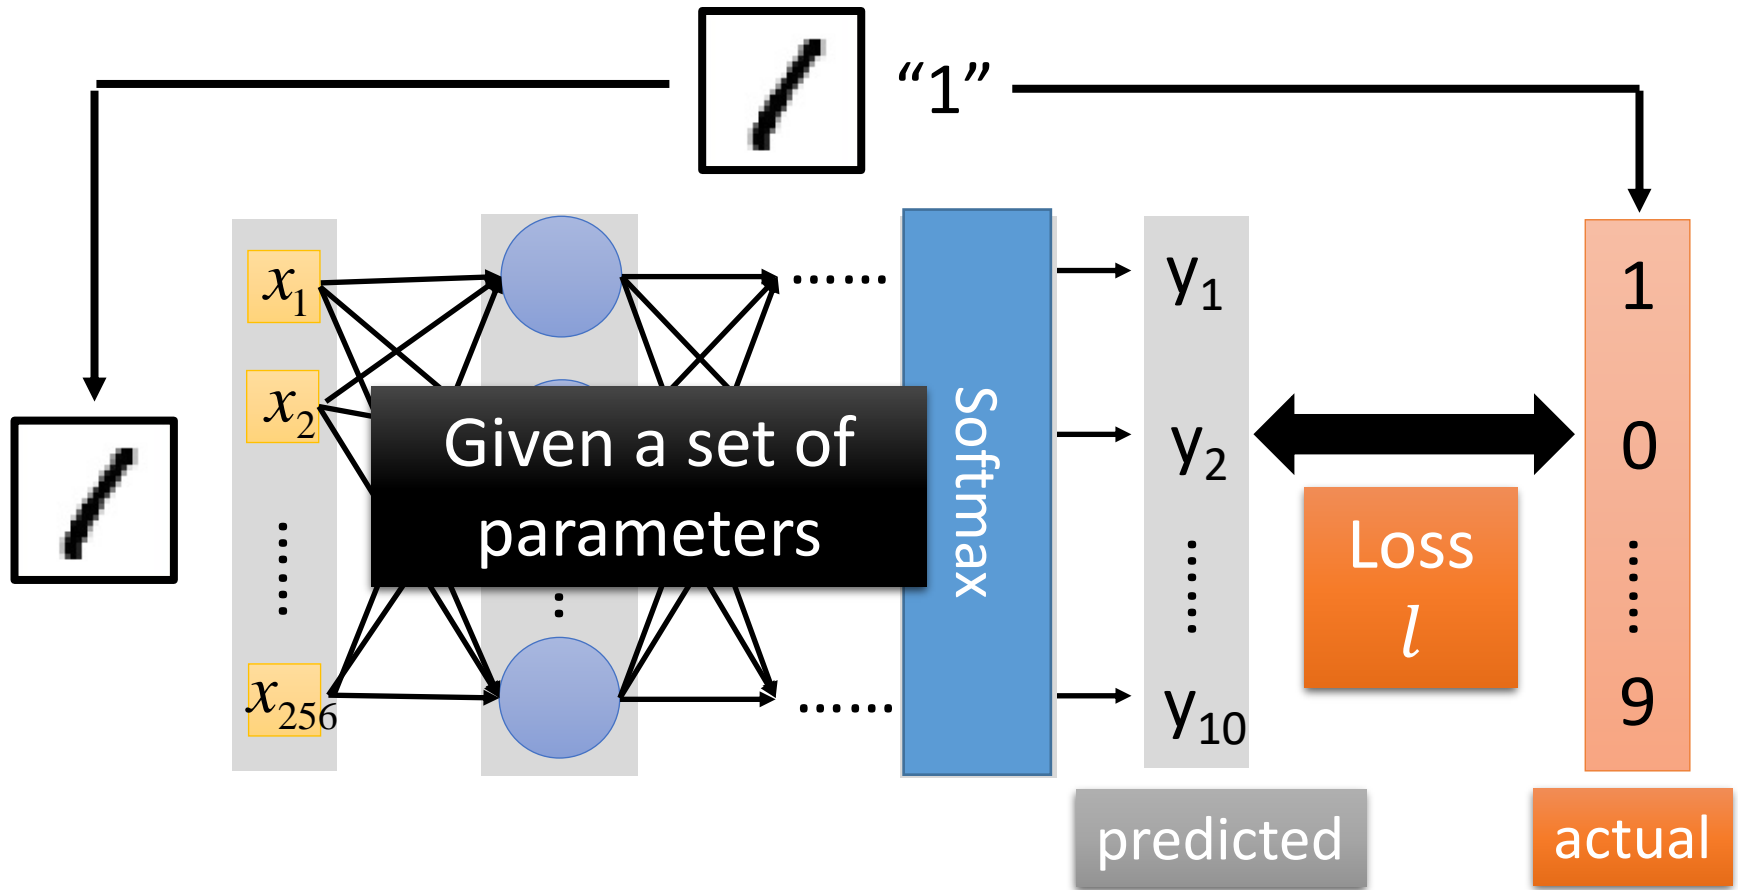 “1”
x1
x2
⋮
x256
Given a set of
parameters
……
……
Softmax
y1
y2
⋮
y10
predicted
Loss
l
1
0
⋮
9
actual